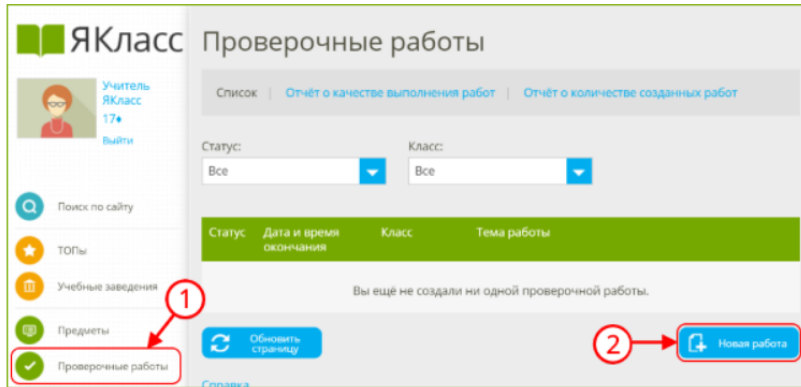 ЯКласс
Учитель
ЯКласс
17
Выйти
Поиск по сайту
ТОПы
Учебные заведения
1
Предметы
Проверочные работы
Проверочные работы
Список | Отчёт о качестве выполнения работ | Отчёт о количестве созданных работ
Статус: Класс:
Все Все
Статус Дата и время Класс Тема работы
окончания
Вы ещё не создали ни одной проверочной работы.
Обновить
страницу
2
Новая работа
Справка